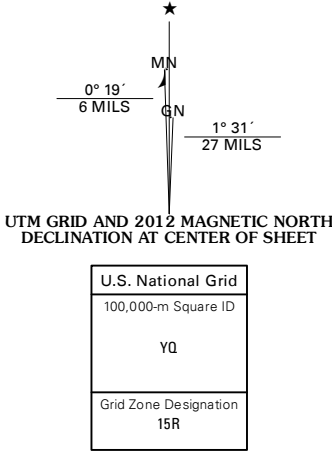 ★
MN
0° 19´
6 MILS
GN
1° 31´
27 MILS
UTM GRID AND 2012 MAGNETIC NORTH
DECLINATION AT CENTER OF SHEET
U.S. National Grid
100,000-m Square ID
YQ
Grid Zone Designation
15R